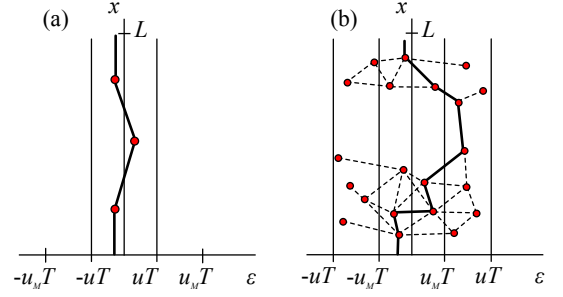 (a) x (b) x
L L
-u_M T -uT uT u_M T ε -uT -u_M T u_M T uT ε